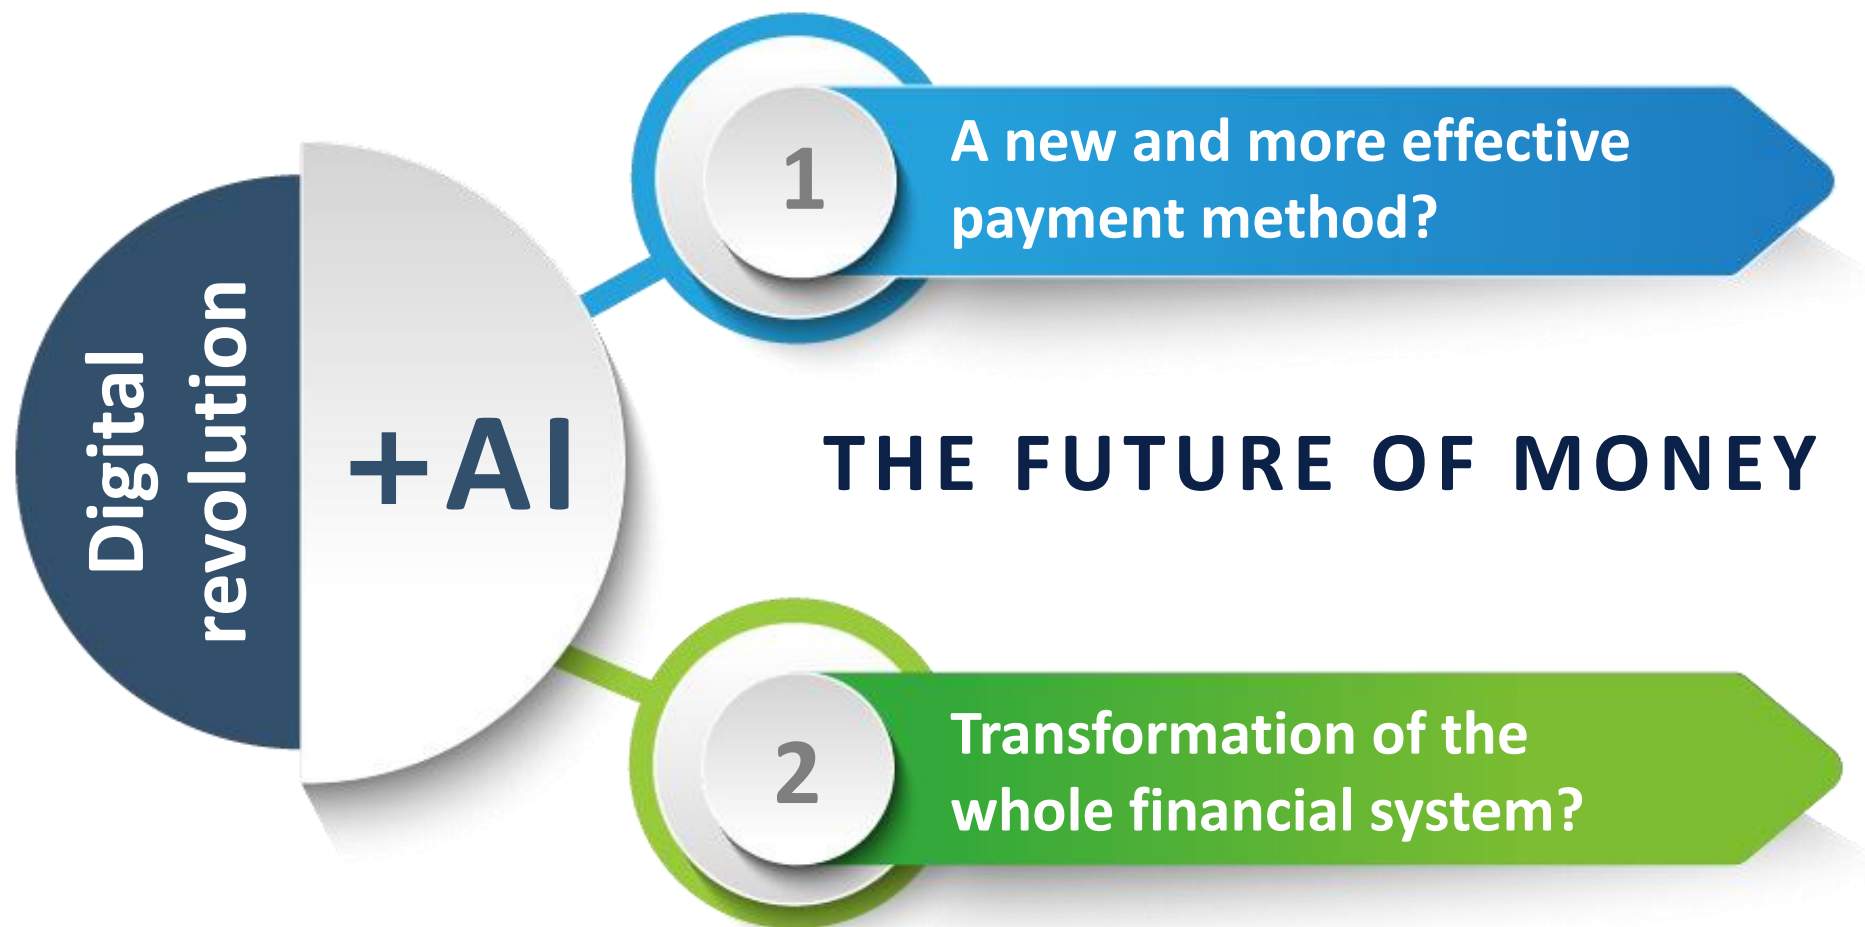 Digital
revolution
+AI
1
A new and more effective
payment method?
THE FUTURE OF MONEY
2
Transformation of the
whole financial system?